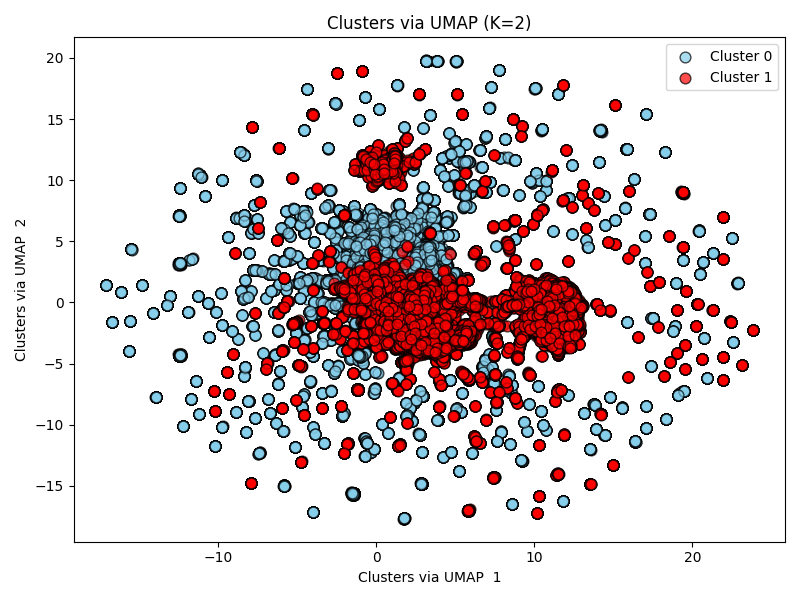 Clusters via UMAP (K=2)
Cluster 0
Cluster 1
20
15
10
5
0
−5
−10
−15
Clusters via UMAP  2
−10
0
10
20
Clusters via UMAP  1